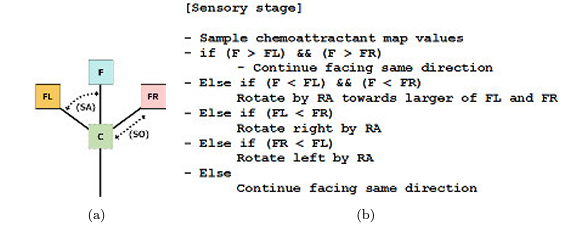 F
FL
FR
(SA)
C
(SO)
(a)
[Sensory stage]
- Sample chemoattractant map values
- if (F > FL) && (F > FR)
- Continue facing same direction
- Else if (F < FL) && (F < FR)
Rotate by RA towards larger of FL and FR
- Else if (FL < FR)
Rotate right by RA
- Else if (FR < FL)
Rotate left by RA
- Else
Continue facing same direction
(b)